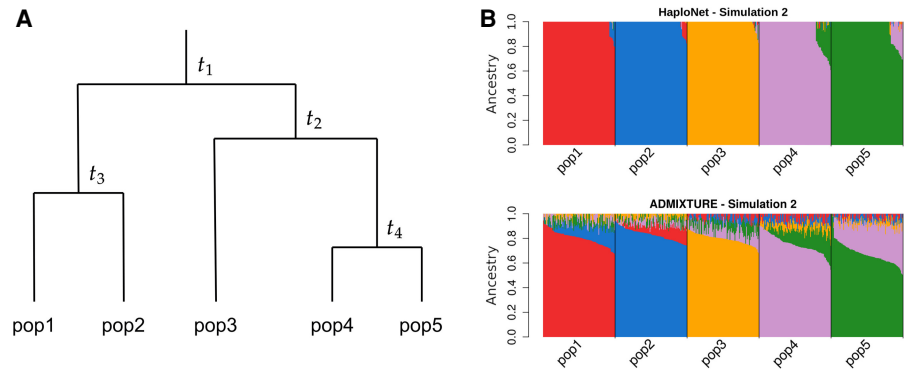 A
t1
t2
t3
t4
pop1 pop2 pop3 pop4 pop5
B
HaploNet - Simulation 2
Ancestry
0.0 0.2 0.4 0.6 0.8 1.0
pop1 pop2 pop3 pop4 pop5
ADMIXTURE - Simulation 2
Ancestry
0.0 0.2 0.4 0.6 0.8 1.0
pop1 pop2 pop3 pop4 pop5